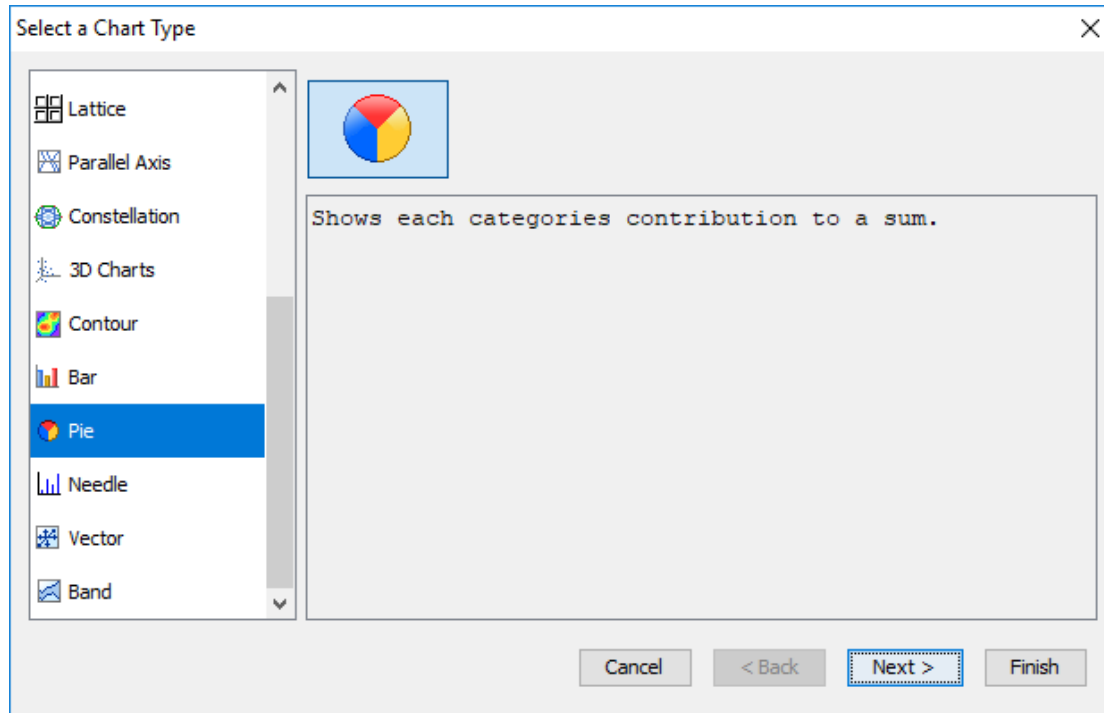 Select a Chart Type
Lattice
Parallel Axis
Constellation
3D Charts
Contour
Bar
Pie
Needle
Vector
Band
Shows each categories contribution to a sum.
Cancel
< Back
Next >
Finish